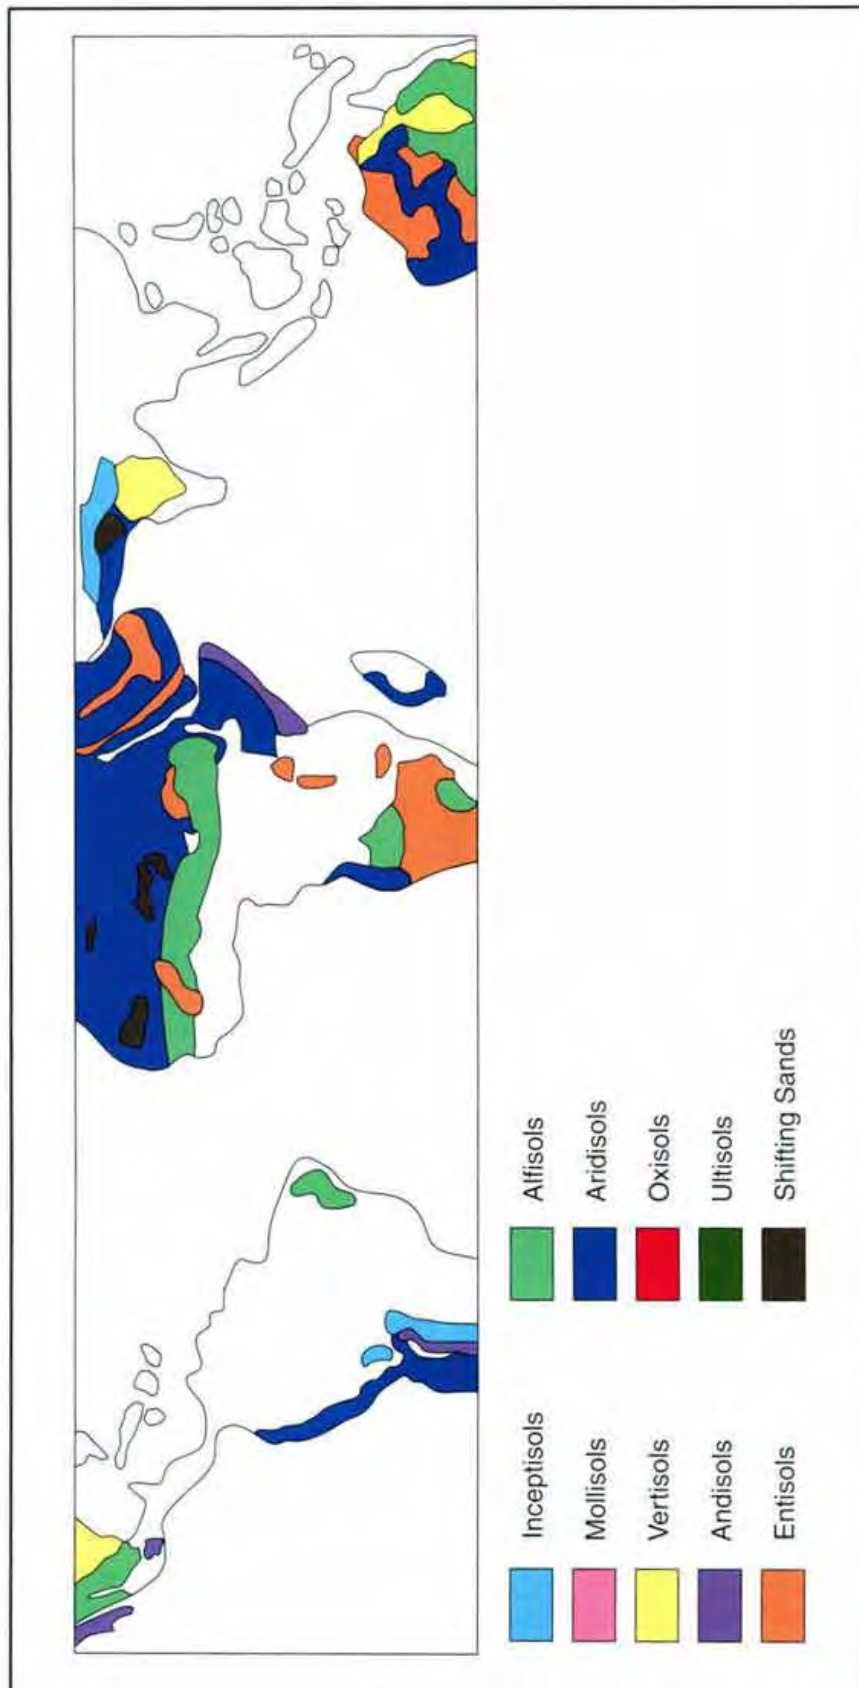 Inceptisols
Mollisols
Vertisols
Andisols
Entisols
Alfisols
Aridisols
Oxisols
Ultisols
Shifting Sands